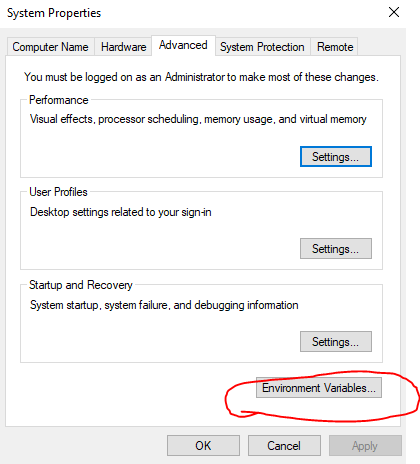 System Properties
Computer Name Hardware Advanced System Protection Remote
You must be logged on as an Administrator to make most of these changes.
Performance
Visual effects, processor scheduling, memory usage, and virtual memory
Settings...
User Profiles
Desktop settings related to your sign-in
Settings...
Startup and Recovery
System startup, system failure, and debugging information
Settings...
Environment Variables...
OK Cancel Apply